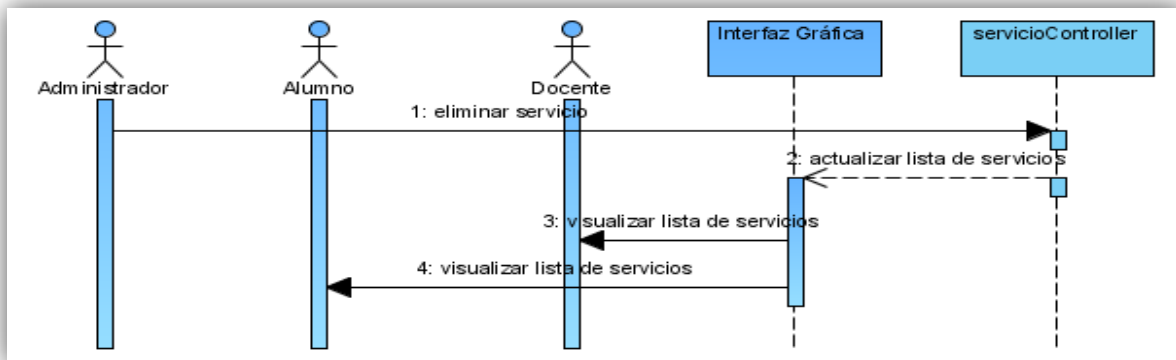 Interfaz Gráfica
servicioController
Administrador
Alumno
Docente
1: eliminar servicio
2: actualizar lista de servicios
3: visualizar lista de servicios
4: visualizar lista de servicios